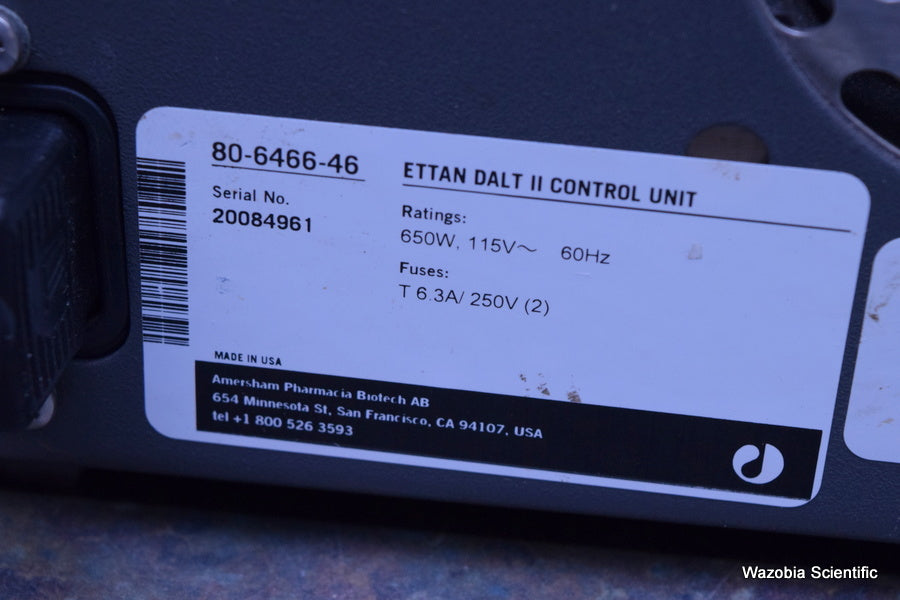 80-6466-46
Serial No.
20084961
ETTAN DALT II CONTROL UNIT
Ratings:
650W, 115V～ 60Hz
Fuses:
T 6.3A/ 250V (2)
MADE IN USA
Amersham Pharmacia Biotech AB
654 Minnesota St, San Francisco, CA 94107, USA
tel +1 800 526 3593
Wazobia Scientific